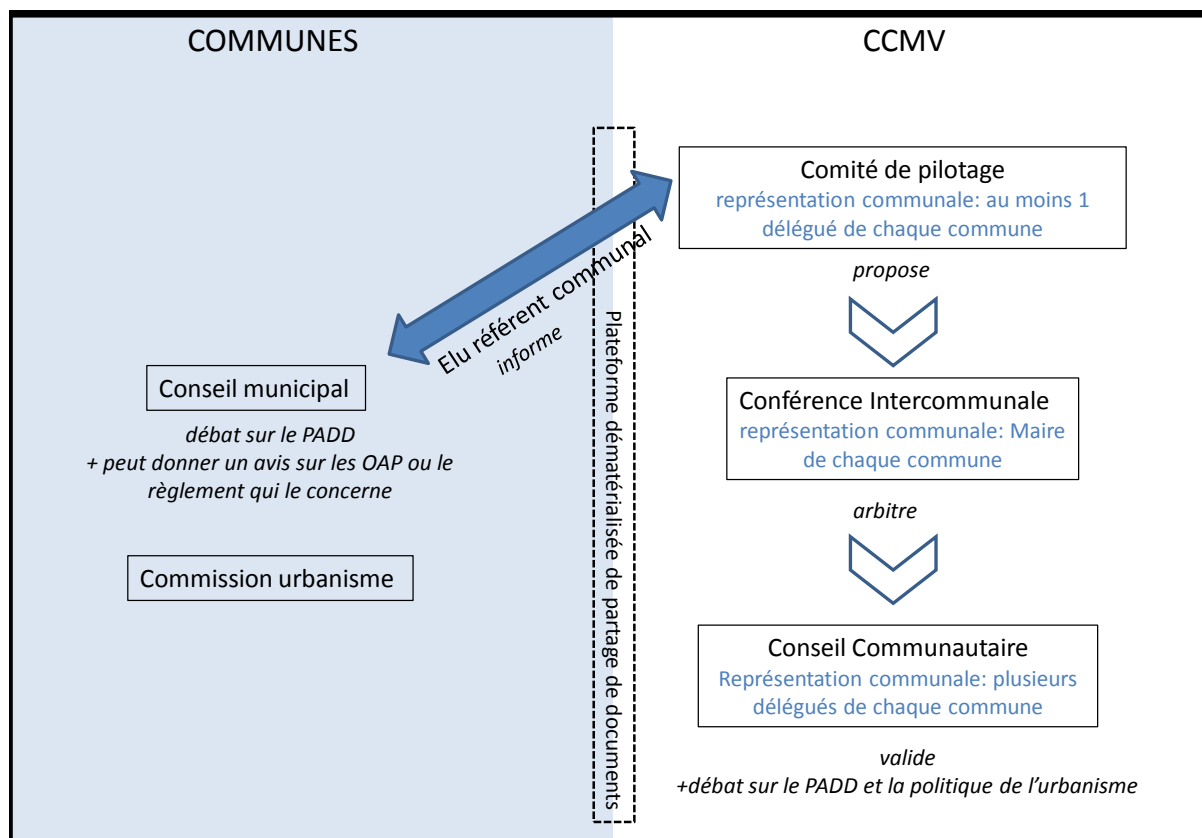 COMMUNES
CCMV
Comité de pilotage
représentation communale: au moins 1
délégué de chaque commune
propose
Elu référent communal
informe
Plateforme dématérialisée de partage de documents
Conseil municipal
débat sur le PADD
+ peut donner un avis sur les OAP ou le
règlement qui le concerne
Commission urbanisme
Conférence Intercommunale
représentation communale: Maire
de chaque commune
arbitre
Conseil Communautaire
Représentation communale: plusieurs
délégués de chaque commune
valide
+débat sur le PADD et la politique de l'urbanisme